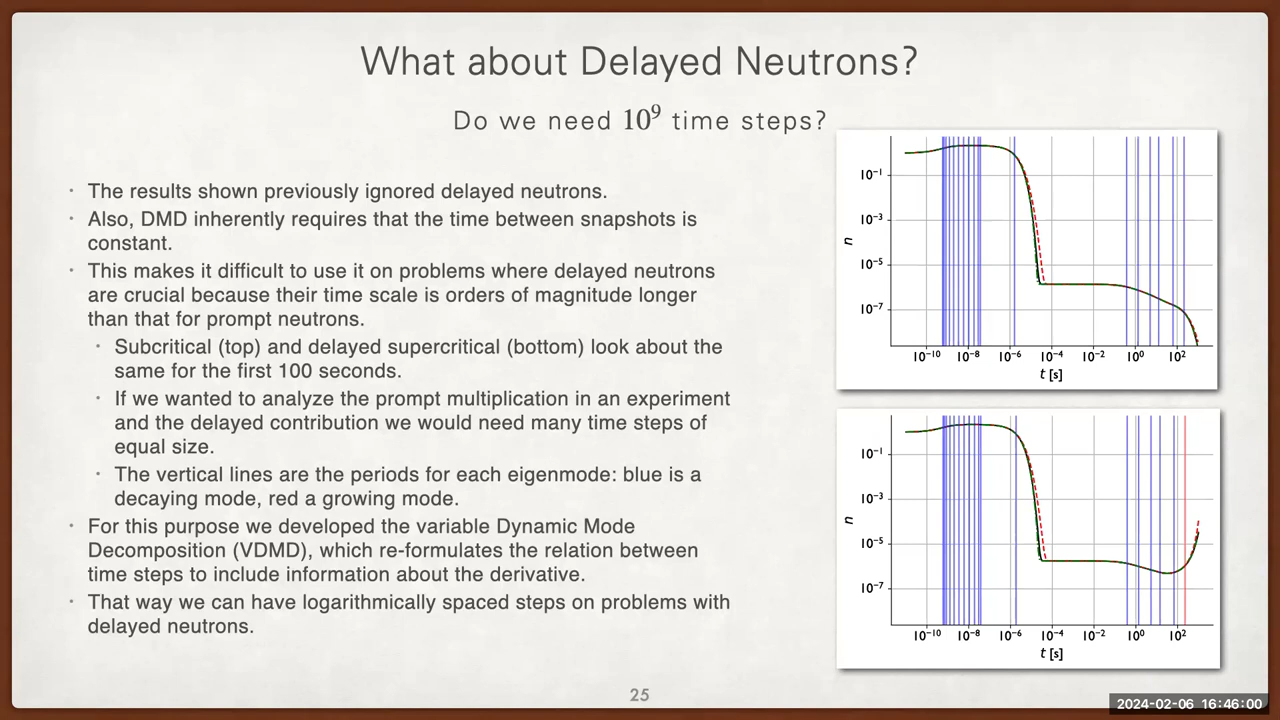 What about Delayed Neutrons?
Do we need 10⁹ time steps?
· The results shown previously ignored delayed neutrons.
· Also, DMD inherently requires that the time between snapshots is
constant.
· This makes it difficult to use it on problems where delayed neutrons
are crucial because their time scale is orders of magnitude longer
than that for prompt neutrons.
· Subcritical (top) and delayed supercritical (bottom) look about the
same for the first 100 seconds.
· If we wanted to analyze the prompt multiplication in an experiment
and the delayed contribution we would need many time steps of
equal size.
· The vertical lines are the periods for each eigenmode: blue is a
decaying mode, red a growing mode.
· For this purpose we developed the variable Dynamic Mode
Decomposition (VDMD), which re-formulates the relation between
time steps to include information about the derivative.
· That way we can have logarithmically spaced steps on problems with
delayed neutrons.
10⁻¹
10⁻³
n
10⁻⁵
10⁻⁷
10⁻¹⁰ 10⁻⁸ 10⁻⁶ 10⁻⁴ 10⁻² 10⁰ 10²
t [s]
10⁻¹
10⁻³
n
10⁻⁵
10⁻⁷
10⁻¹⁰ 10⁻⁸ 10⁻⁶ 10⁻⁴ 10⁻² 10⁰ 10²
t [s]
25
2024-02-06 16:46:00